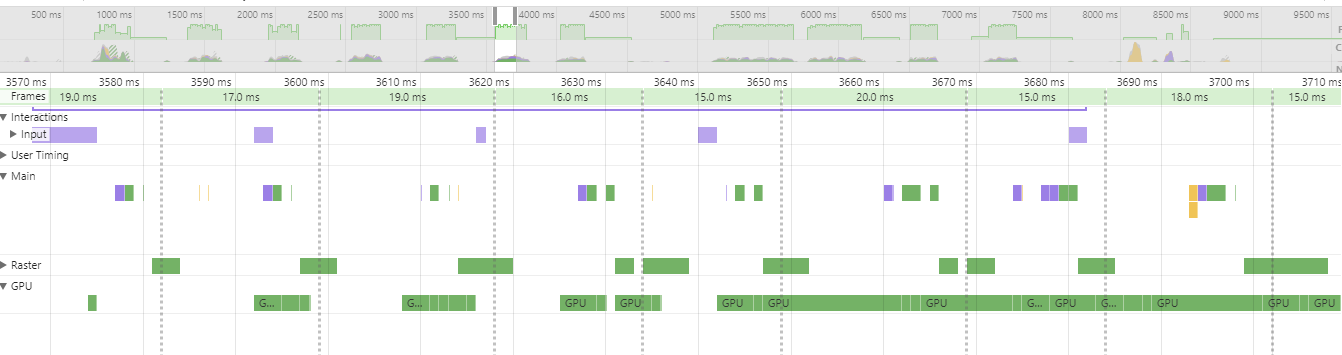 500 ms 1000 ms 1500 ms 2000 ms 2500 ms 3000 ms 3500 ms 4000 ms 4500 ms 5000 ms 5500 ms 6000 ms 6500 ms 7000 ms 7500 ms 8000 ms 8500 ms 9000 ms 9500 ms
3570 ms 3580 ms 3590 ms 3600 ms 3610 ms 3620 ms 3630 ms 3640 ms 3650 ms 3660 ms 3670 ms 3680 ms 3690 ms 3700 ms 3710 ms
Frames 19.0 ms 17.0 ms 19.0 ms 16.0 ms 15.0 ms 20.0 ms 15.0 ms 18.0 ms 15.0 ms
Interactions
Input
User Timing
Main
Raster
GPU
G... G... GPU GPU GPU GPU GPU G... GPU G... GPU GPU GPU